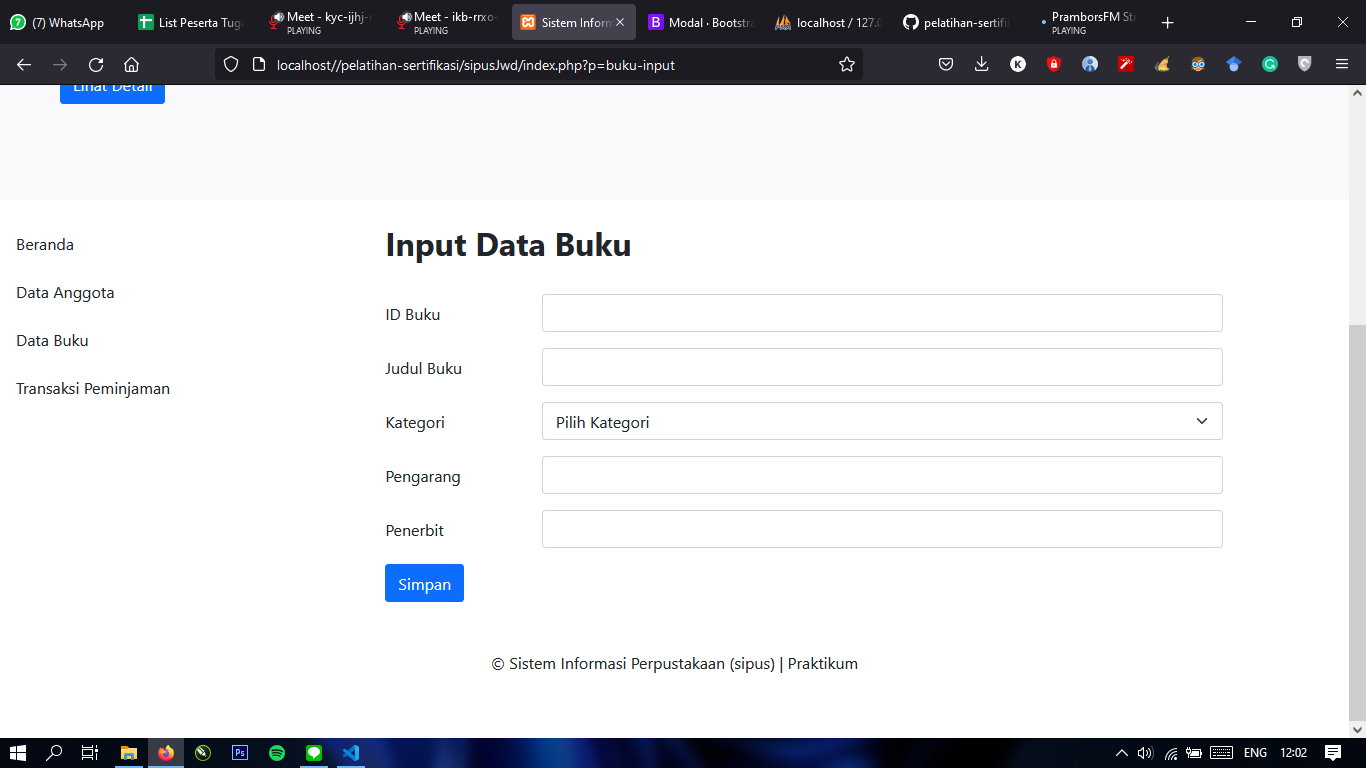 (7) WhatsApp
List Peserta Tuga
Meet - kyc-ijhj-
PLAYING
Meet - ikb-rrxo-
PLAYING
Sistem Inform
Modal · Bootstra
localhost / 127.0
pelatihan-sertifi
PramborsFM Str
PLAYING
localhost//pelatihan-sertifikasi/sipusJwd/index.php?p=buku-input
Lihat Detail
Beranda
Data Anggota
Data Buku
Transaksi Peminjaman
Input Data Buku
ID Buku
Judul Buku
Kategori
Pilih Kategori
Pengarang
Penerbit
Simpan
© Sistem Informasi Perpustakaan (sipus) | Praktikum
ENG
12:02